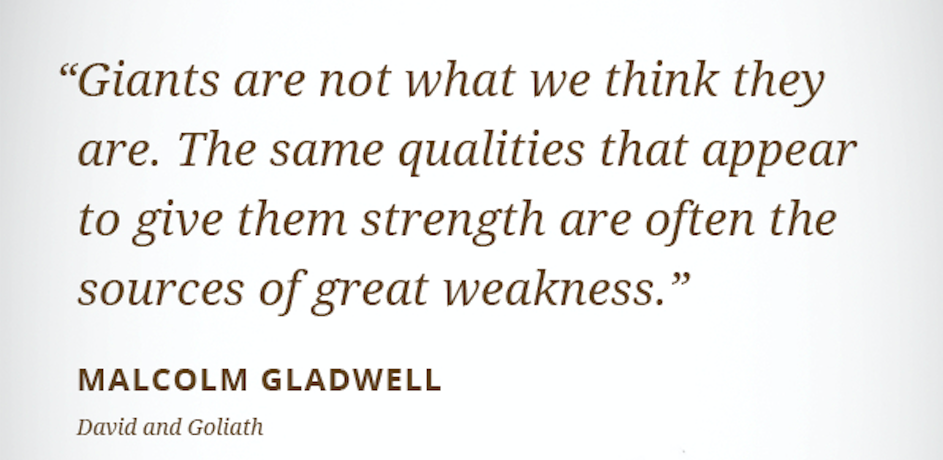 “Giants are not what we think they
are. The same qualities that appear
to give them strength are often the
sources of great weakness.”
MALCOLM GLADWELL
David and Goliath